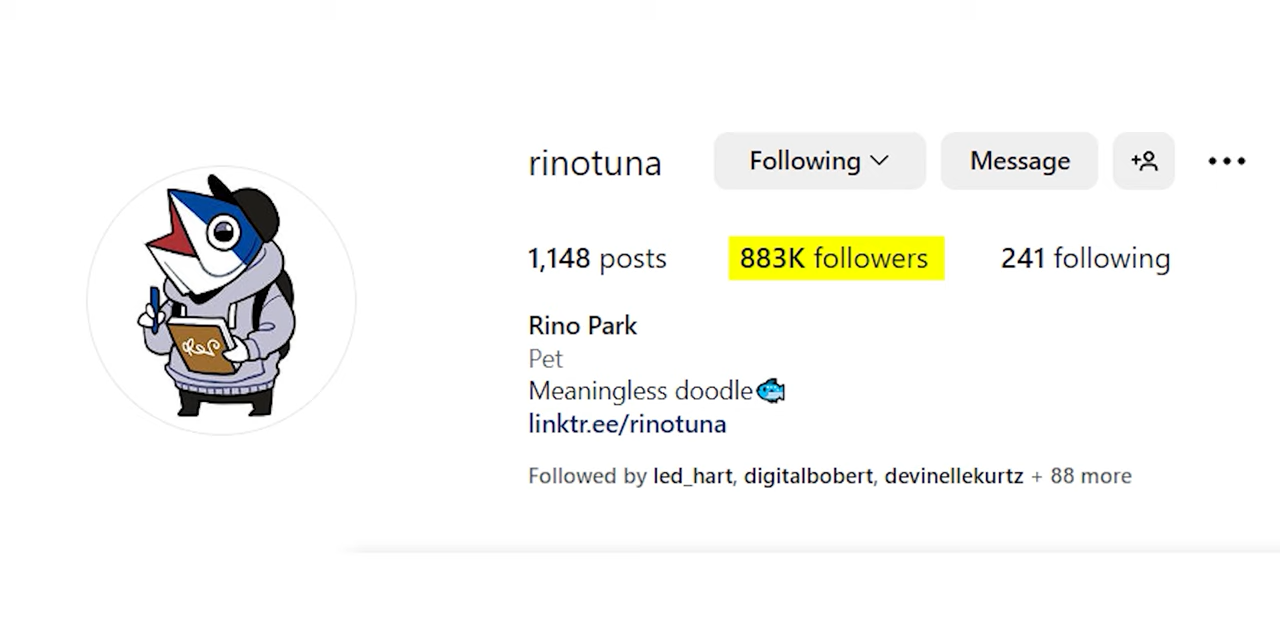 rinotuna Following Message
1,148 posts 883K followers 241 following
Rino Park
Pet
Meaningless doodle🐟
linktr.ee/rinotuna
Followed by led_hart, digitalbobert, devinellekurtz + 88 more